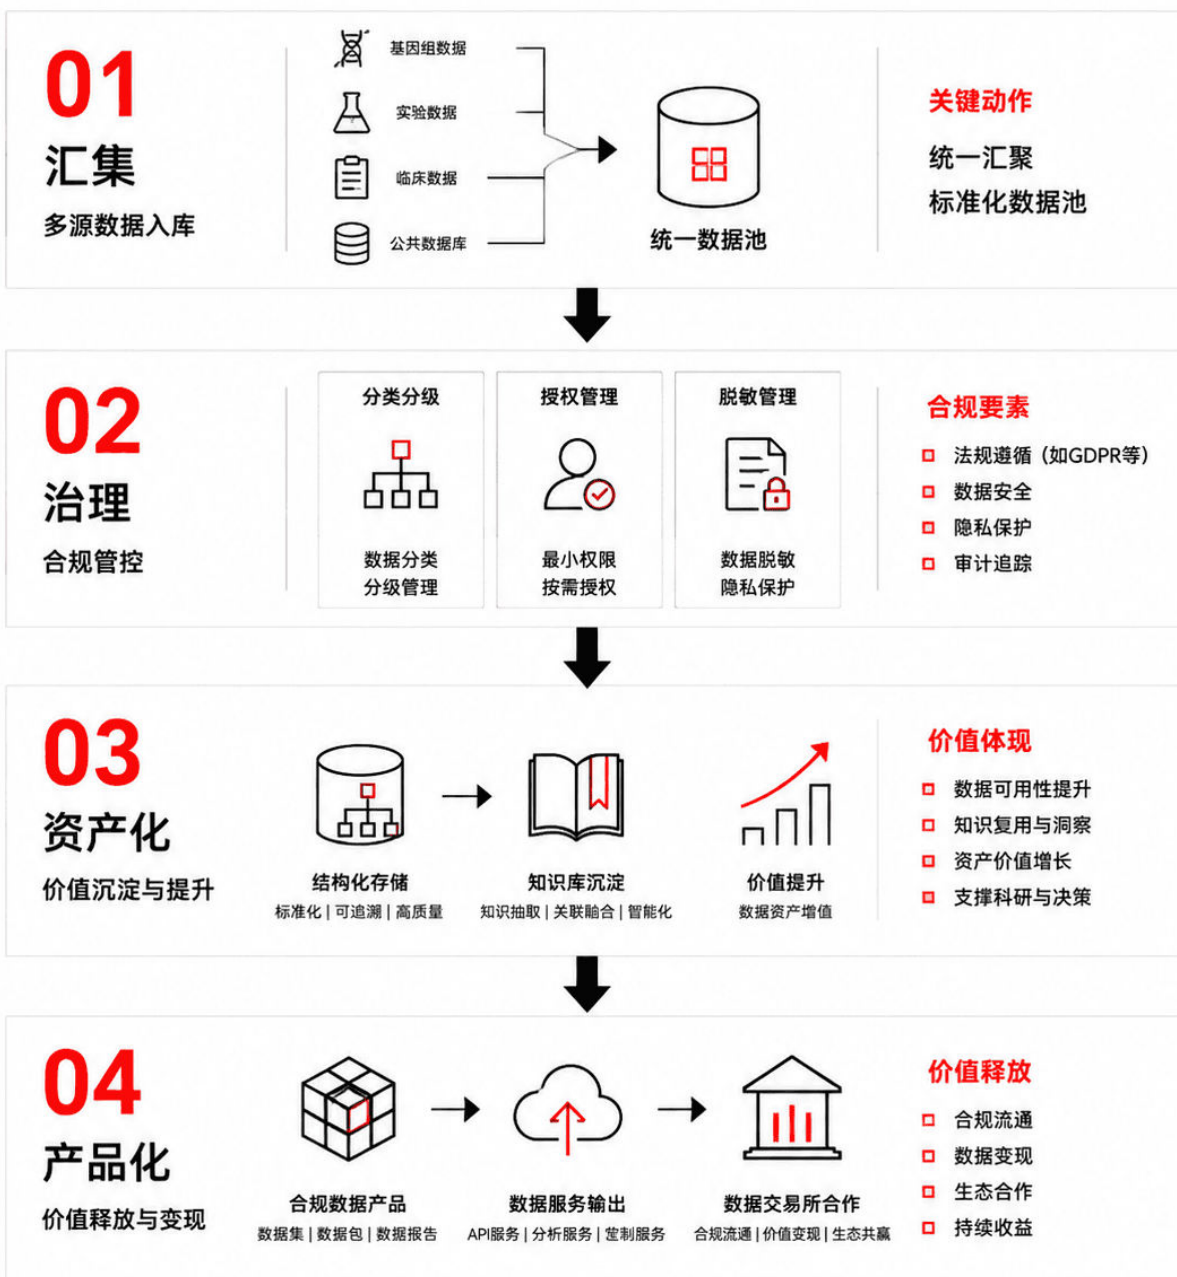 01
汇集
多源数据入库
基因组数据
实验数据
临床数据
公共数据库
统一数据池
关键动作
统一汇聚
标准化数据池
02
治理
合规管控
分类分级
数据分类
分级管理
授权管理
最小权限
按需授权
脱敏管理
数据脱敏
隐私保护
合规要素
法规遵循（如GDPR等）
数据安全
隐私保护
审计追踪
03
资产化
价值沉淀与提升
结构化存储
标准化 | 可追溯 | 高质量
知识库沉淀
知识抽取 | 关联融合 | 智能化
价值提升
数据资产增值
价值体现
数据可用性提升
知识复用与洞察
资产价值增长
支撑科研与决策
04
产品化
价值释放与变现
合规数据产品
数据集 | 数据包 | 数据报告
数据服务输出
API服务 | 分析服务 | 定制服务
数据交易所合作
合规流通 | 价值变现 | 生态共赢
价值释放
合规流通
数据变现
生态合作
持续收益